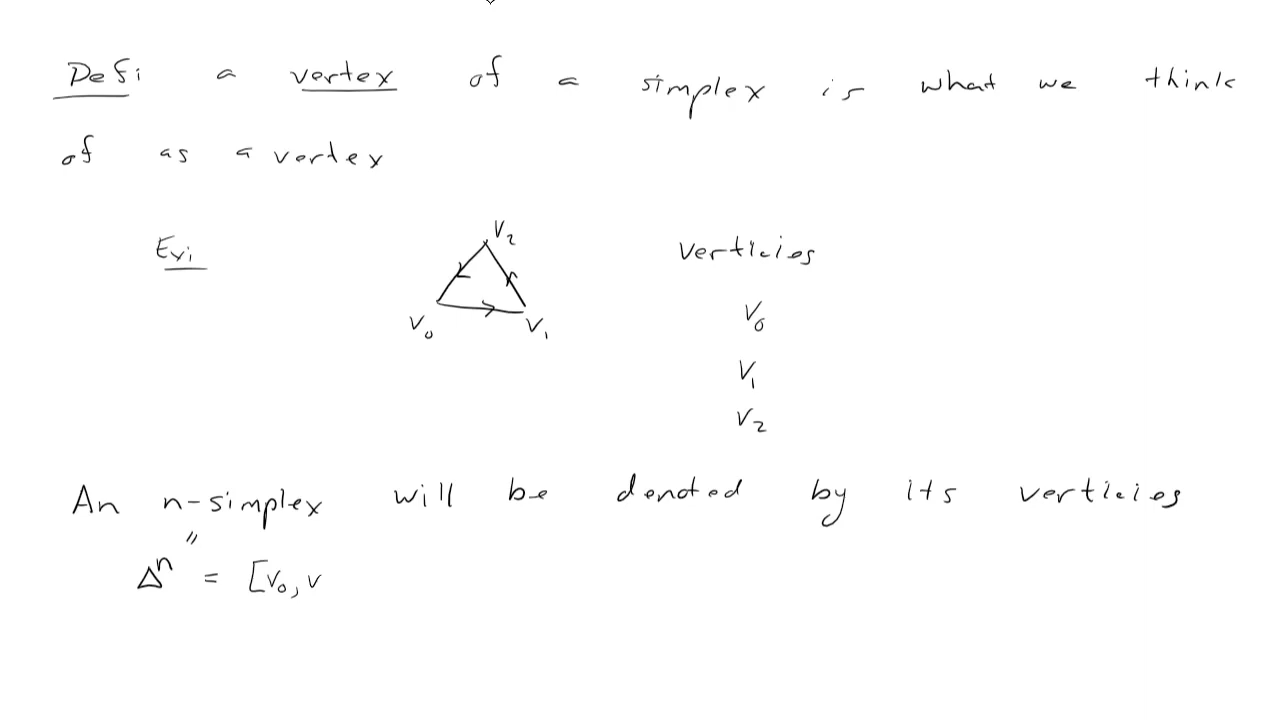 Def: a vertex of a simplex is what we think
of as a vertex
Ex: V₂ verticies
V₀ V₁ V₀
V₁
V₂
An n-simplex will be denoted by its verticies
"
Δⁿ = [v₀, v